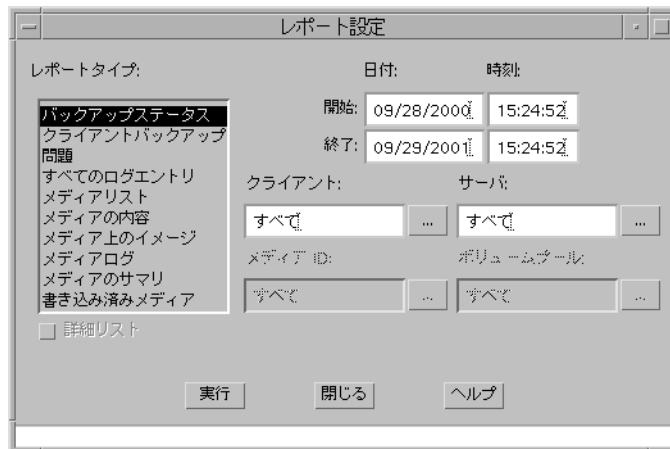 レポート設定
レポートタイプ:
日付: 時刻:
バックアップステータス
クライアントバックアップ
問題
すべてのログエントリ
メディアリスト
メディアの内容
メディア上のイメージ
メディアログ
メディアのサマリ
書き込み済みメディア
詳細リスト
開始: 09/28/2000 15:24:52
終了: 09/29/2001 15:24:52
クライアント: サーバ:
すべて ... すべて ...
メディア ID: ボリュームプール:
すべて ... すべて ...
実行 閉じる ヘルプ